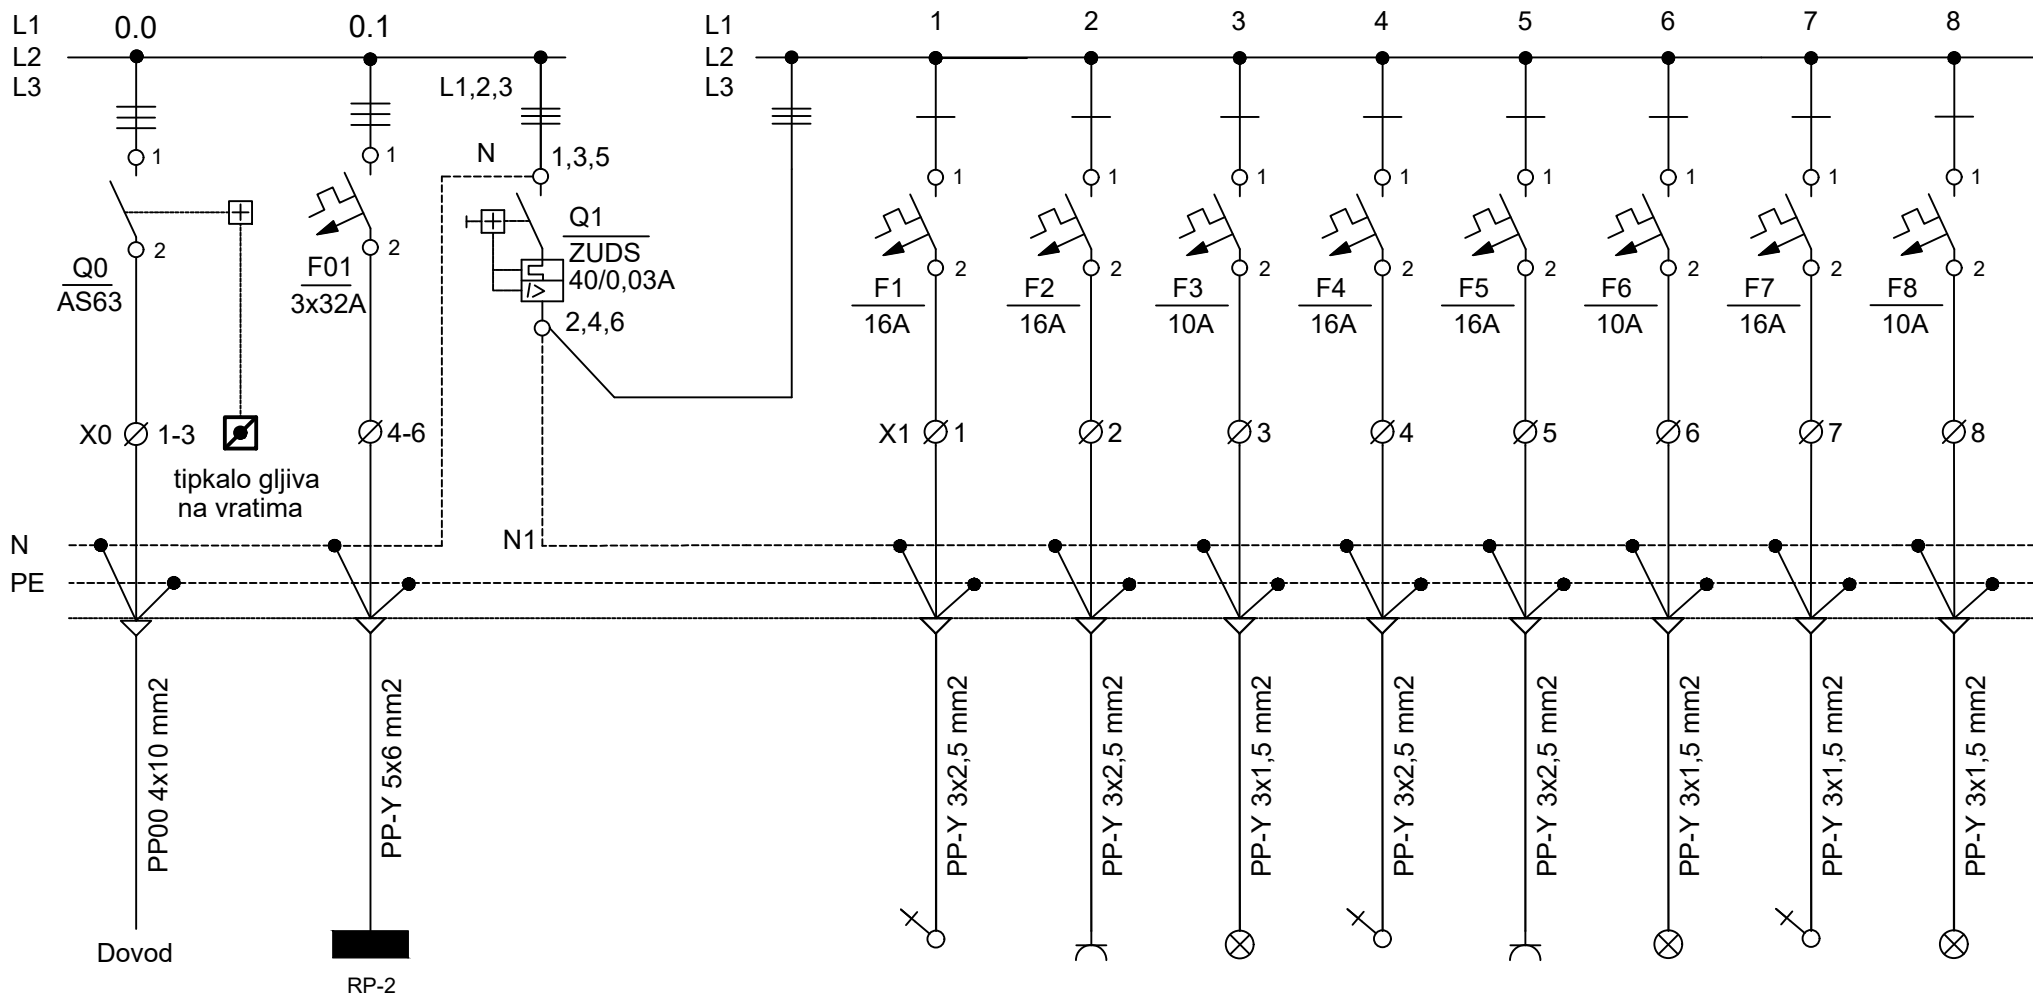 L1
L2
L3
0.0
0.1
L1
L2
L3
1
2
3
4
5
6
7
8
L1,2,3
N
1,3,5
1
1
1
1
1
1
1
1
1
1
2
2
2
2
2
2
2
2
2
2
Q0
AS63
F01
3x32A
Q1
ZUDS
40/0,03A
2,4,6
I>
F1
16A
F2
16A
F3
10A
F4
16A
F5
16A
F6
10A
F7
16A
F8
10A
X0
1-3
4-6
X1
1
2
3
4
5
6
7
8
tipkalo gljiva
na vratima
N
N1
PE
PP00 4x10 mm2
PP-Y 5x6 mm2
PP-Y 3x2,5 mm2
PP-Y 3x2,5 mm2
PP-Y 3x1,5 mm2
PP-Y 3x2,5 mm2
PP-Y 3x2,5 mm2
PP-Y 3x1,5 mm2
PP-Y 3x1,5 mm2
PP-Y 3x1,5 mm2
Dovod
RP-2